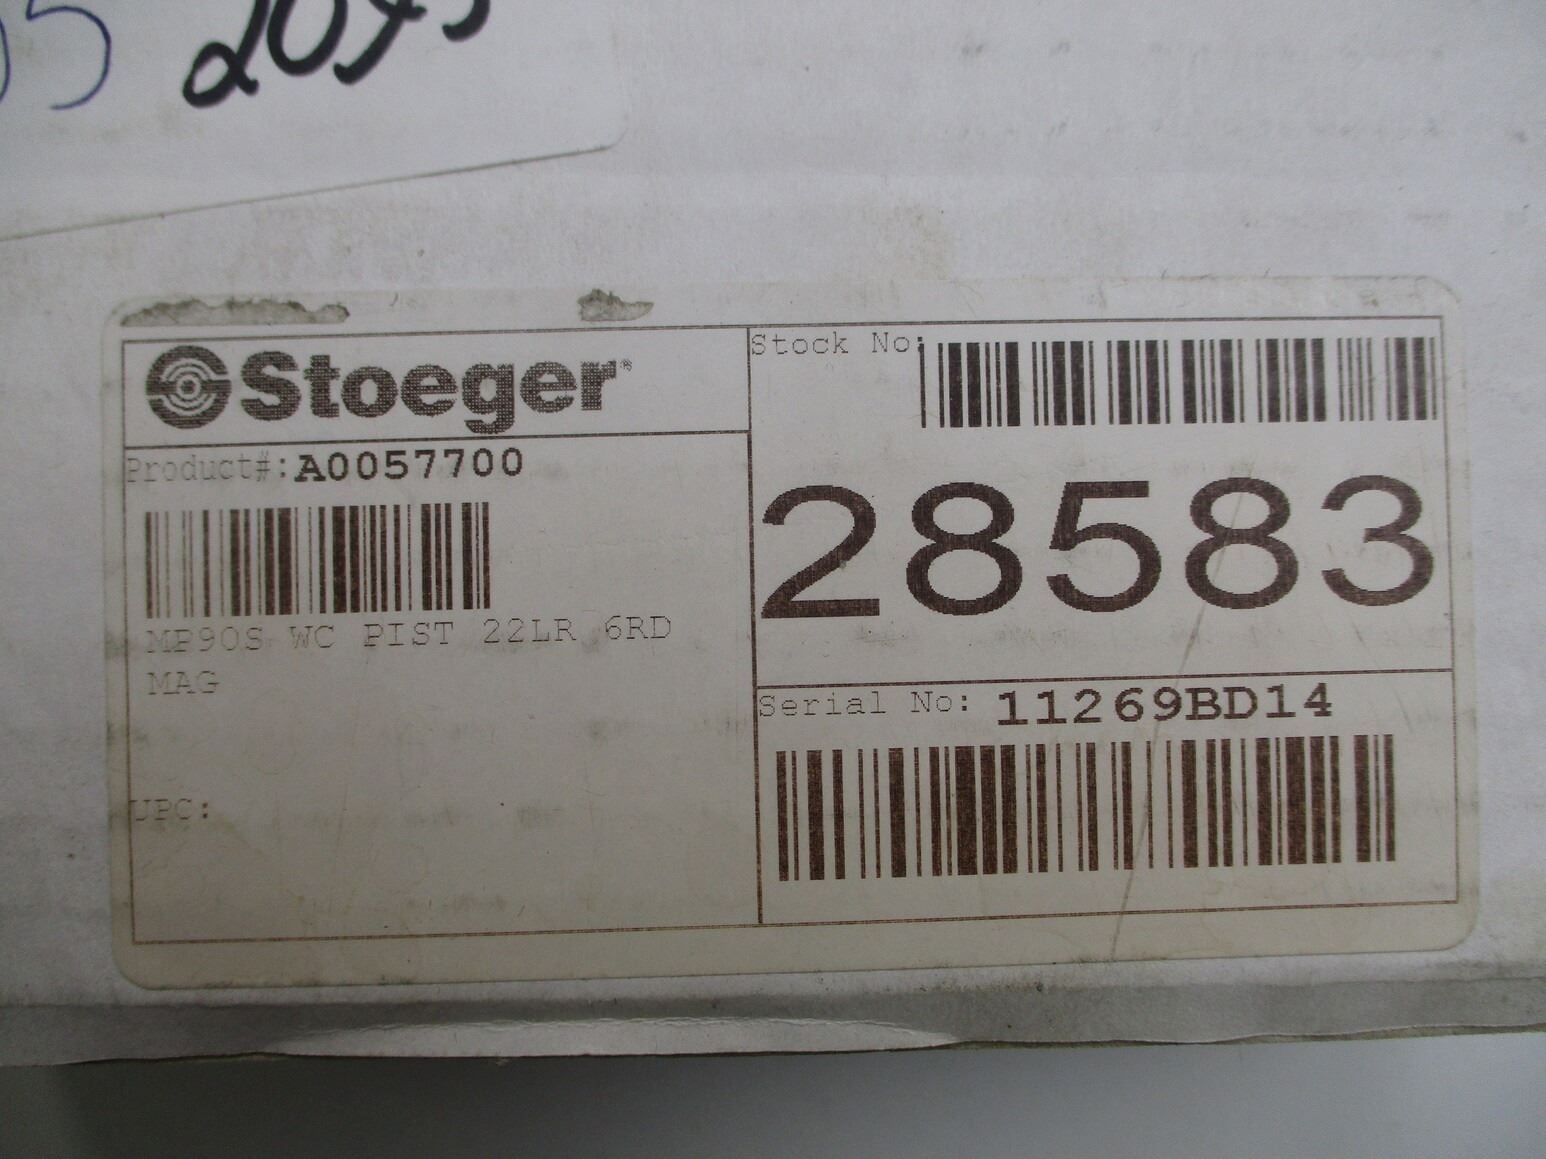 Stoeger®
Product#: A0057700
MP90S WC PIST 22LR 6RD
MAG
UPC:
Stock No:
28583
Serial No: 11269BD14